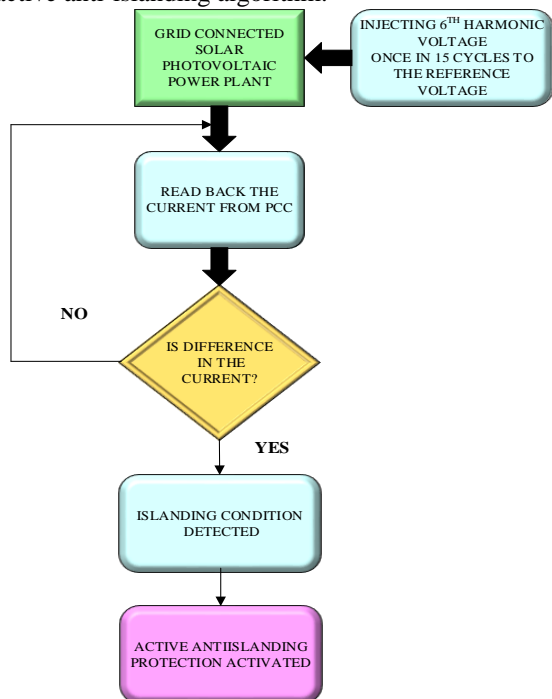 active anti-islanding algorithm.
GRID CONNECTED
SOLAR
PHOTOVOLTAIC
POWER PLANT
INJECTING 6TH HARMONIC
VOLTAGE
ONCE IN 15 CYCLES TO
THE REFERENCE
VOLTAGE
READ BACK THE
CURRENT FROM PCC
NO
IS DIFFERENCE
IN THE
CURRENT?
YES
ISLANDING CONDITION
DETECTED
ACTIVE ANTIISLANDING
PROTECTION ACTIVATED